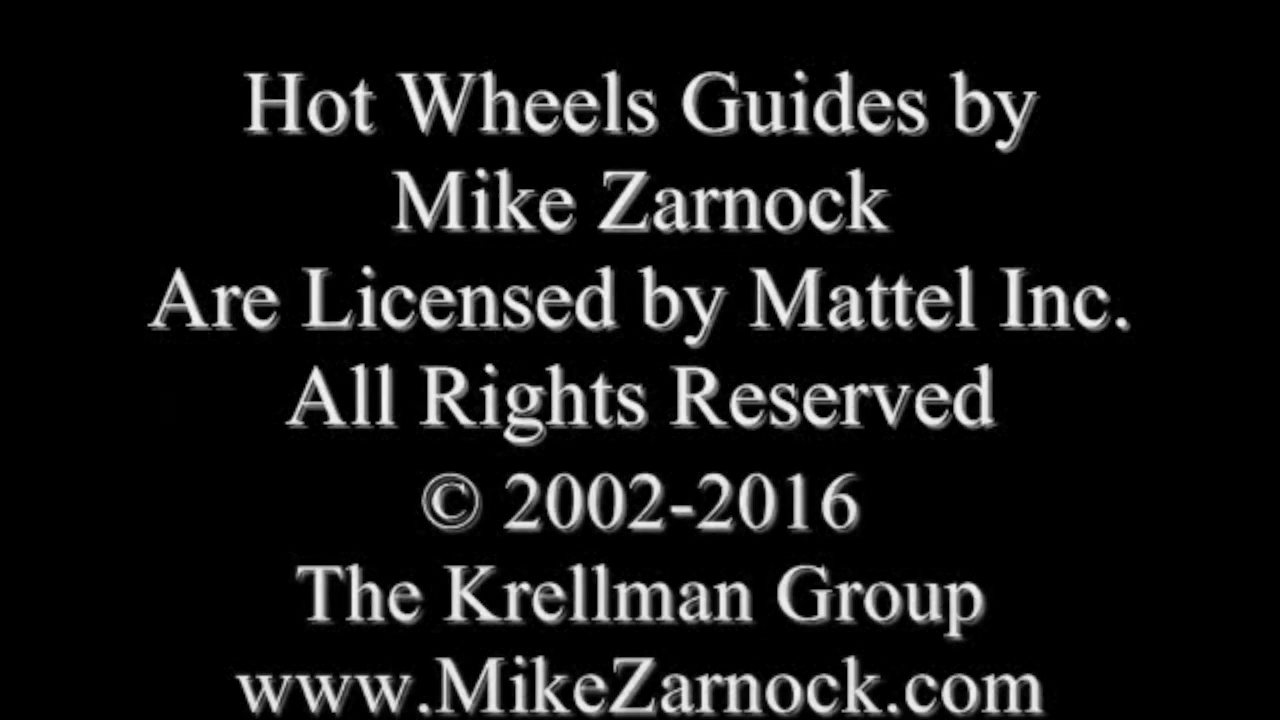 Hot Wheels Guides by
Mike Zarnock
Are Licensed by Mattel Inc.
All Rights Reserved
© 2002-2016
The Krellman Group
www.MikeZarnock.com